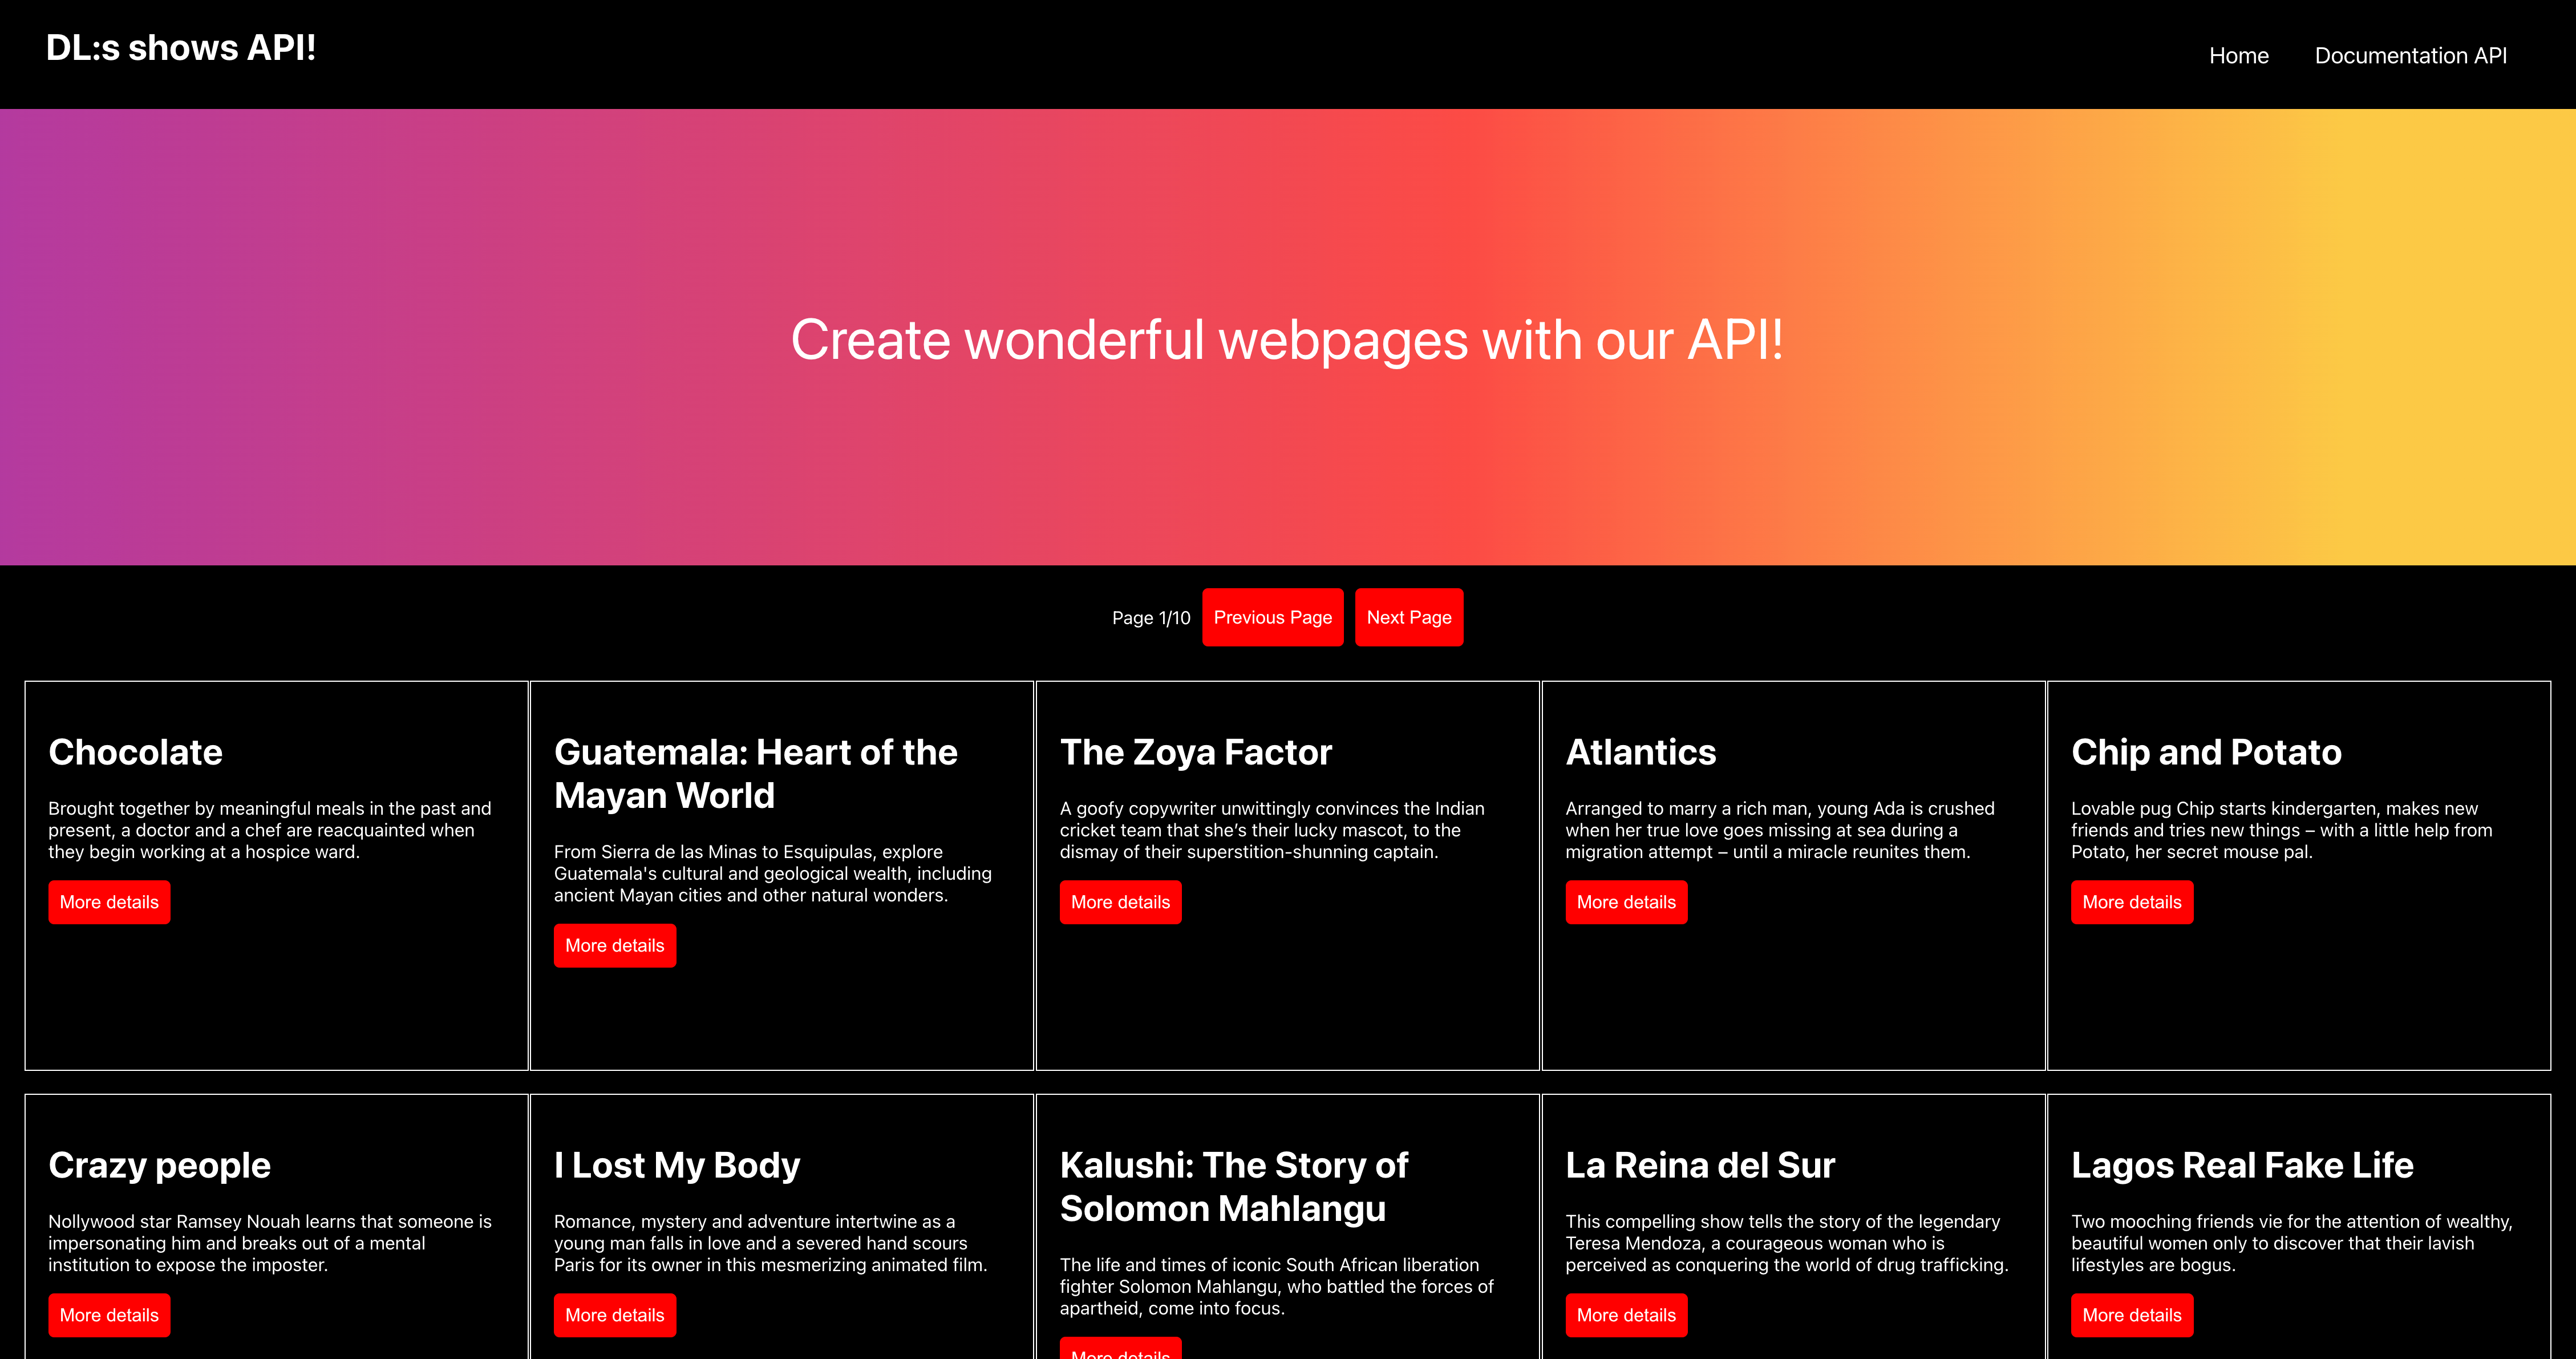 DL:s shows API!
Home
Documentation API
Create wonderful webpages with our API!
Page 1/10
Previous Page
Next Page
Chocolate
Brought together by meaningful meals in the past and
present, a doctor and a chef are reacquainted when
they begin working at a hospice ward.
More details
Guatemala: Heart of the
Mayan World
From Sierra de las Minas to Esquipulas, explore
Guatemala's cultural and geological wealth, including
ancient Mayan cities and other natural wonders.
More details
The Zoya Factor
A goofy copywriter unwittingly convinces the Indian
cricket team that she’s their lucky mascot, to the
dismay of their superstition-shunning captain.
More details
Atlantics
Arranged to marry a rich man, young Ada is crushed
when her true love goes missing at sea during a
migration attempt – until a miracle reunites them.
More details
Chip and Potato
Lovable pug Chip starts kindergarten, makes new
friends and tries new things – with a little help from
Potato, her secret mouse pal.
More details
Crazy people
Nollywood star Ramsey Nouah learns that someone is
impersonating him and breaks out of a mental
institution to expose the imposter.
More details
I Lost My Body
Romance, mystery and adventure intertwine as a
young man falls in love and a severed hand scours
Paris for its owner in this mesmerizing animated film.
More details
Kalushi: The Story of
Solomon Mahlangu
The life and times of iconic South African liberation
fighter Solomon Mahlangu, who battled the forces of
apartheid, come into focus.
More details
La Reina del Sur
This compelling show tells the story of the legendary
Teresa Mendoza, a courageous woman who is
perceived as conquering the world of drug trafficking.
More details
Lagos Real Fake Life
Two mooching friends vie for the attention of wealthy,
beautiful women only to discover that their lavish
lifestyles are bogus.
More details